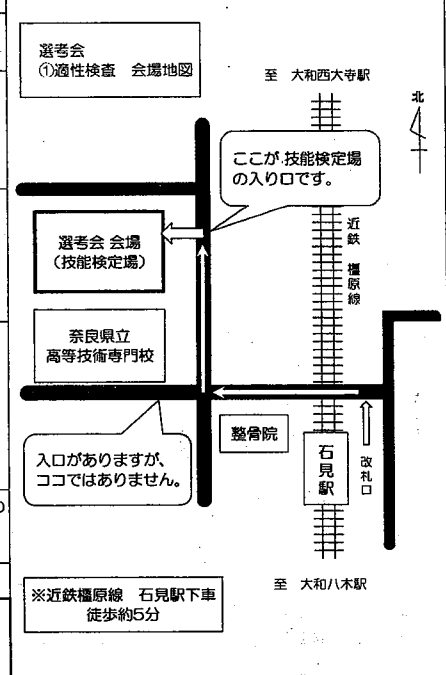 選考会
①適性検査　会場地図
至　大和西大寺駅
北
ここが、技能検定場
の入り口です。
近鉄　橿原線
選考会 会場
（技能検定場）
奈良県立
高等技術専門校
整骨院
入口がありますが、
ココではありません。
石見駅
改札口
至　大和八木駅
※近鉄橿原線　石見駅下車
徒歩約5分